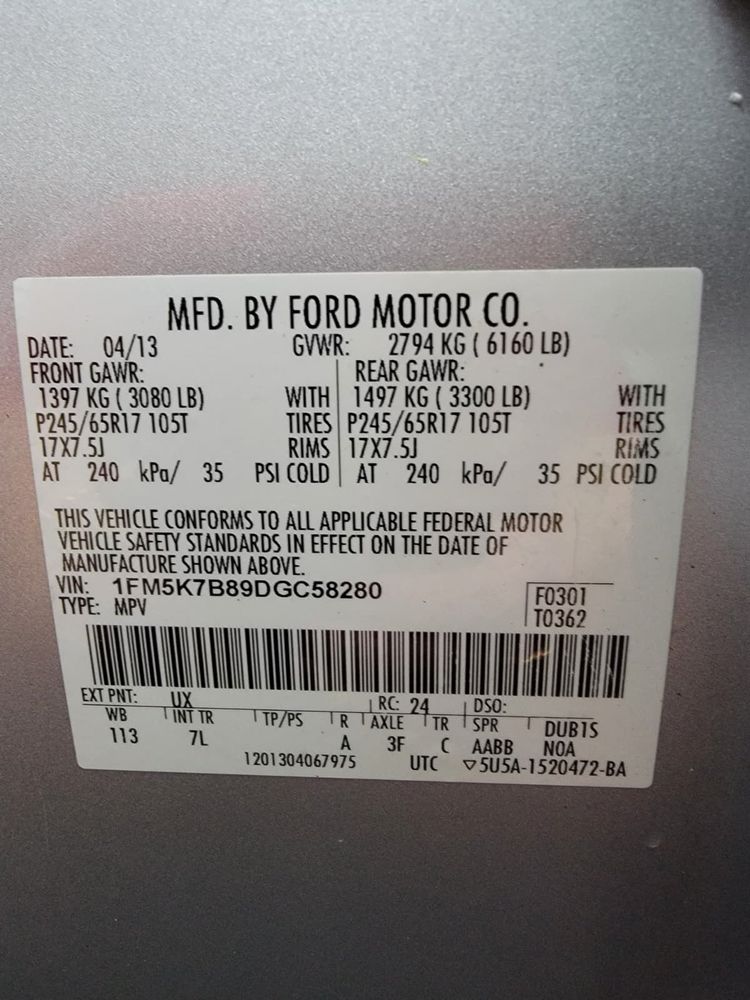 MFD. BY FORD MOTOR CO.
DATE: 04/13 GVWR: 2794 KG ( 6160 LB)
FRONT GAWR: REAR GAWR:
1397 KG ( 3080 LB) WITH 1497 KG ( 3300 LB) WITH
P245/65R17 105T TIRES P245/65R17 105T TIRES
17X7.5J RIMS 17X7.5J RIMS
AT 240 kPa/ 35 PSI COLD AT 240 kPa/ 35 PSI COLD
THIS VEHICLE CONFORMS TO ALL APPLICABLE FEDERAL MOTOR
VEHICLE SAFETY STANDARDS IN EFFECT ON THE DATE OF
MANUFACTURE SHOWN ABOVE.
VIN: 1FM5K7B89DGC58280 F0301
TYPE: MPV T0362
EXT PNT: UX RC: 24 DSO:
WB INT TR TP/PS R AXLE TR SPR DUBIS
113 7L A 3F C AABB NOA
1201304067975 UTC ▽5U5A-1520472-BA